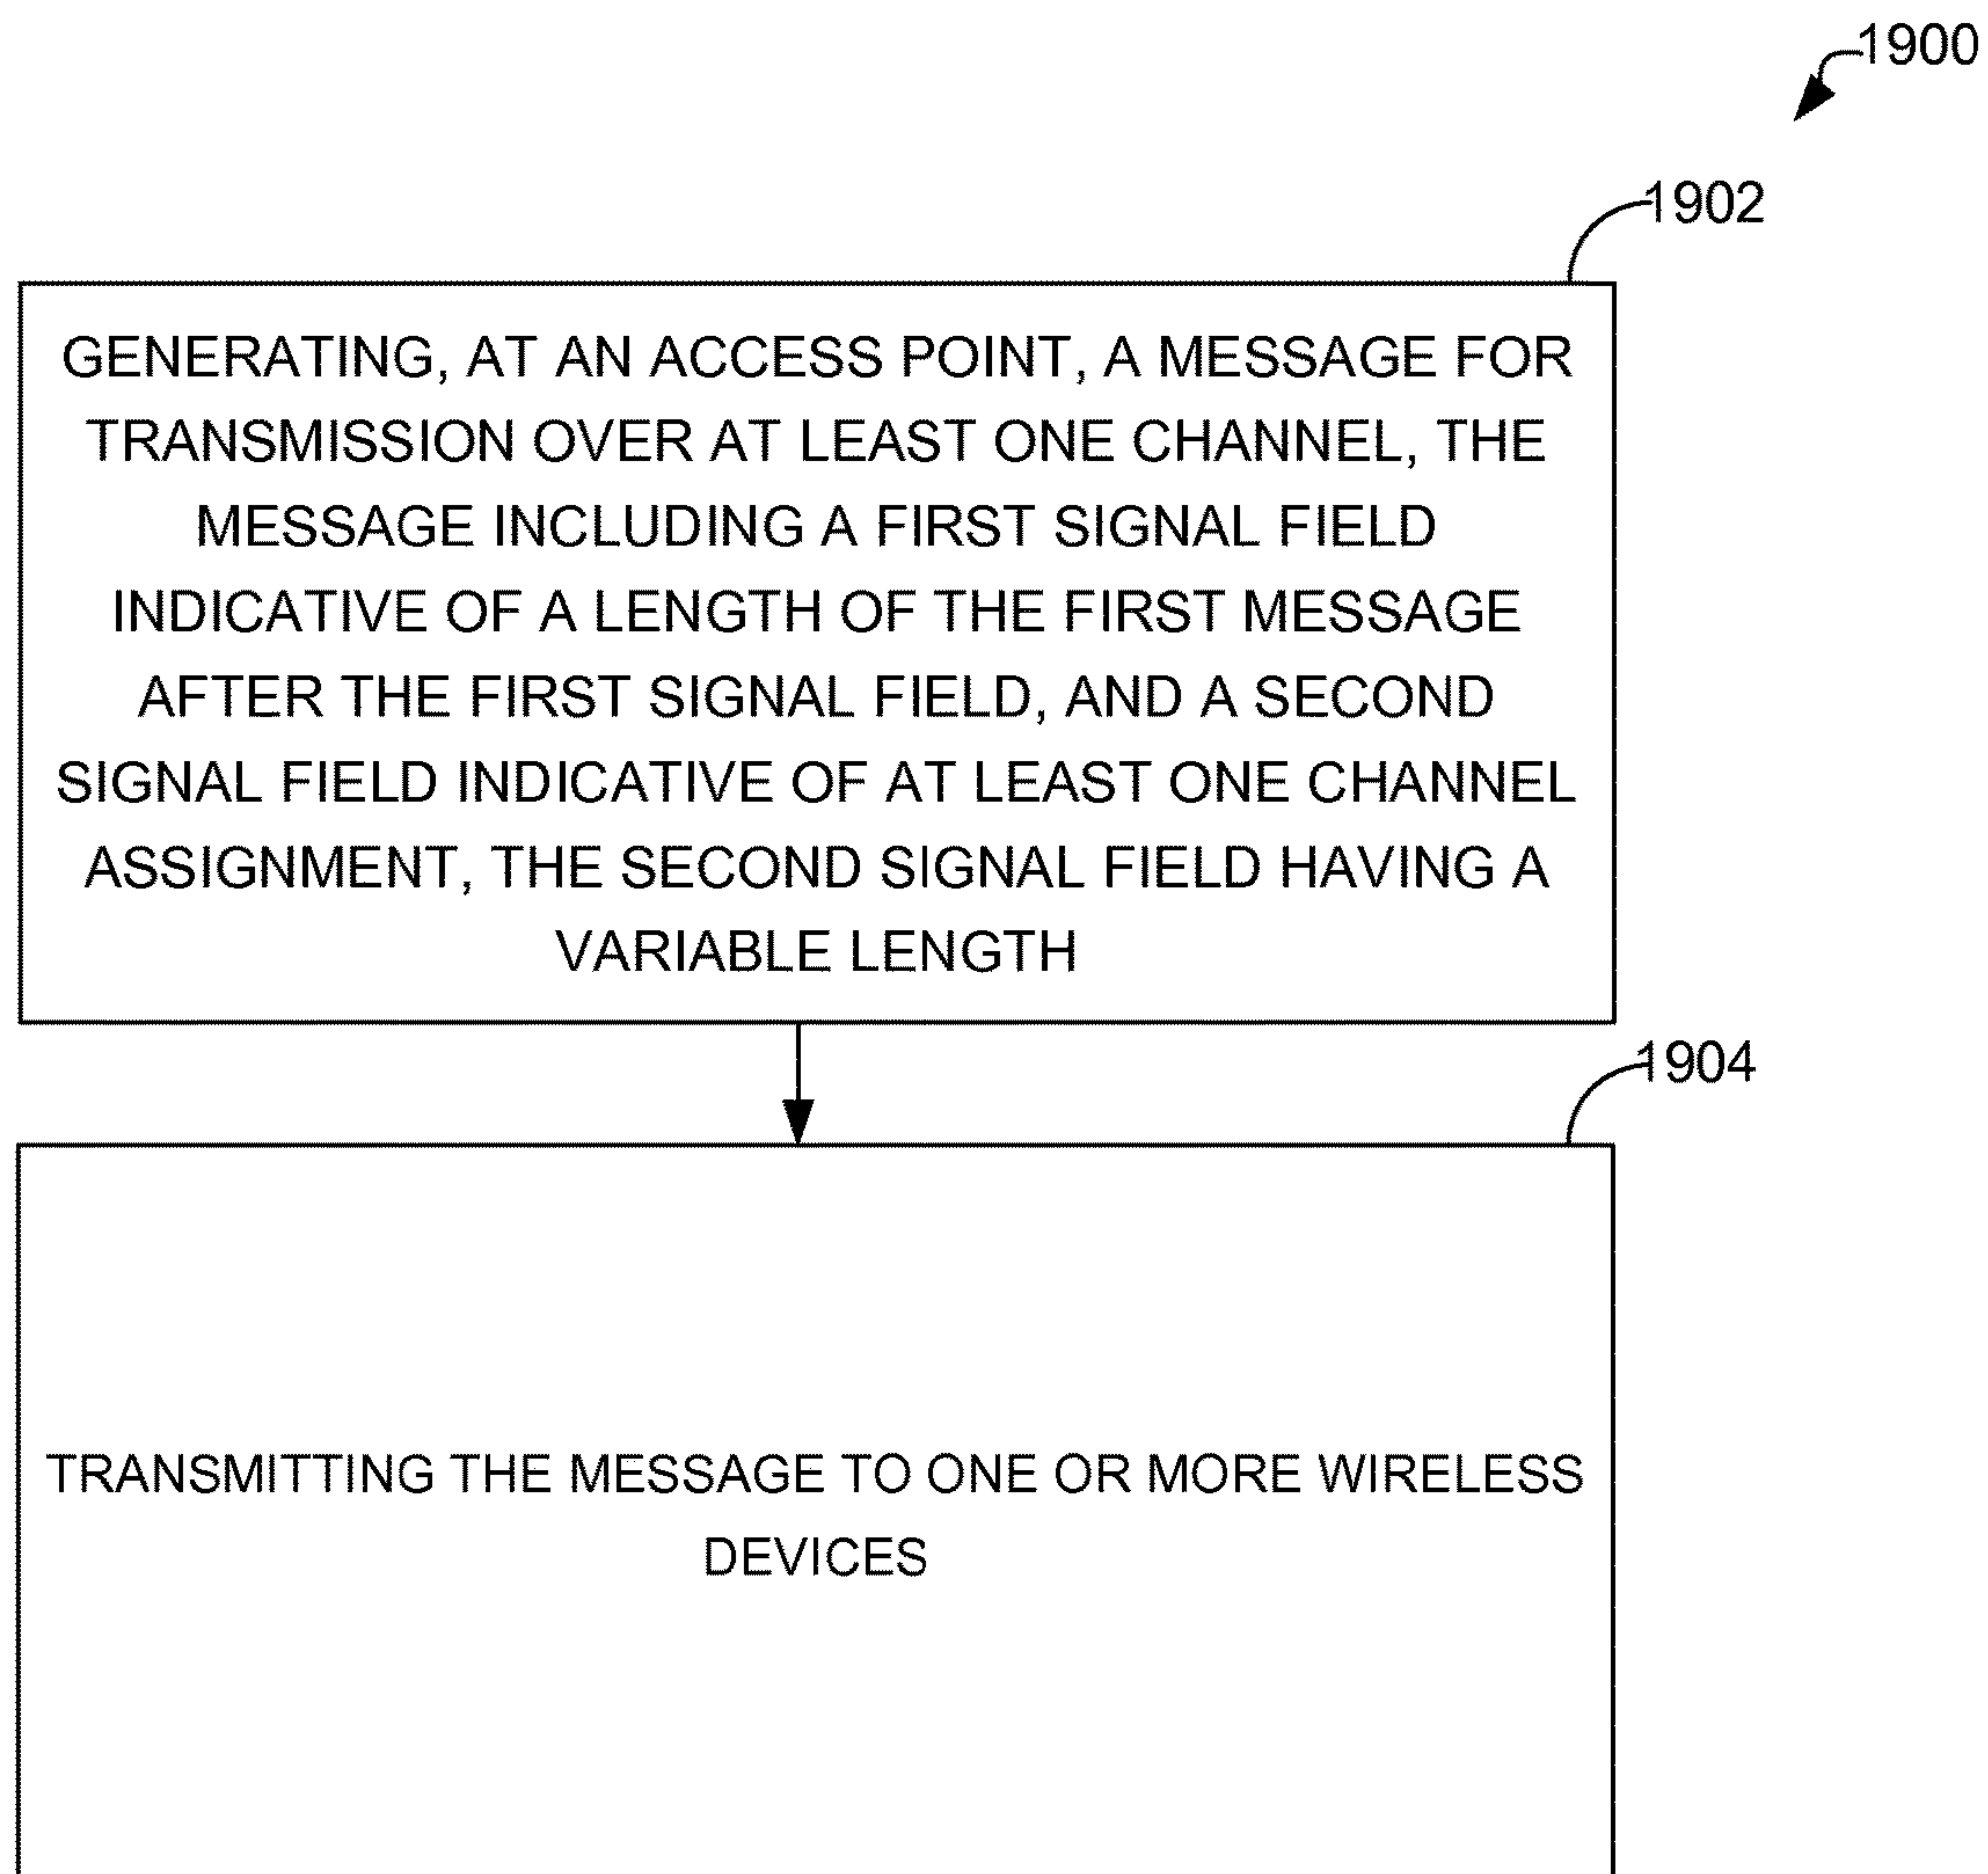 1900
1902
GENERATING, AT AN ACCESS POINT, A MESSAGE FOR
TRANSMISSION OVER AT LEAST ONE CHANNEL, THE
MESSAGE INCLUDING A FIRST SIGNAL FIELD
INDICATIVE OF A LENGTH OF THE FIRST MESSAGE
AFTER THE FIRST SIGNAL FIELD, AND A SECOND
SIGNAL FIELD INDICATIVE OF AT LEAST ONE CHANNEL
ASSIGNMENT, THE SECOND SIGNAL FIELD HAVING A
VARIABLE LENGTH
1904
TRANSMITTING THE MESSAGE TO ONE OR MORE WIRELESS
DEVICES